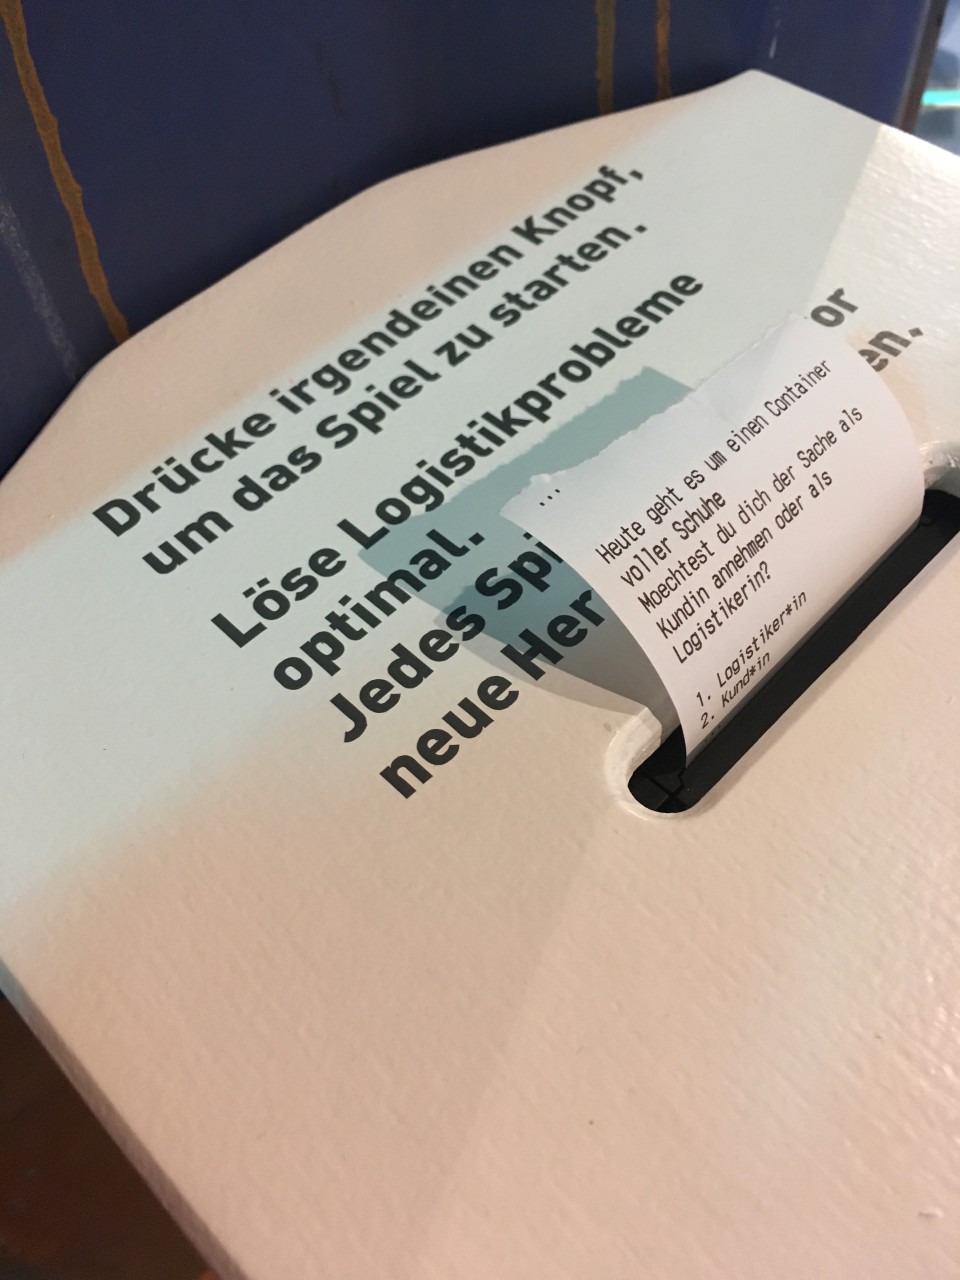 Drücke irgendeinen Knopf,
um das Spiel zu starten.
Löse Logistikprobleme
optimal.
Jedes Spi
or
neue Her
en.
...
Heute geht es um einen Container
voller Schuhe
Moechtest du dich der Sache als
Kundin annehmen oder als
Logistikerin?
1. Logistiker*in
2. Kund*in